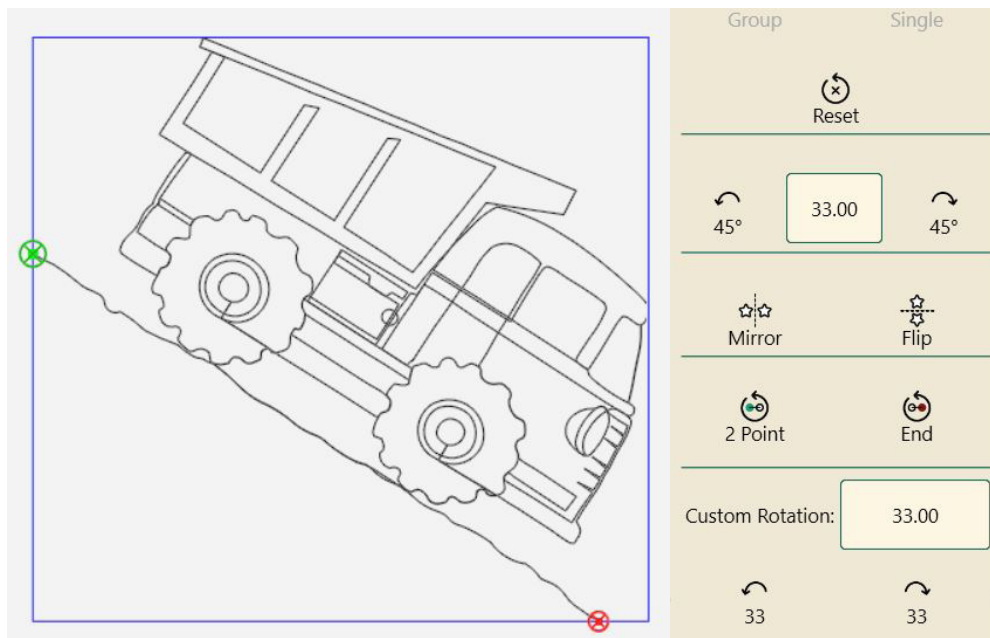 Group Single
Reset
33.00
45° 45°
Mirror Flip
2 Point End
Custom Rotation: 33.00
33 33